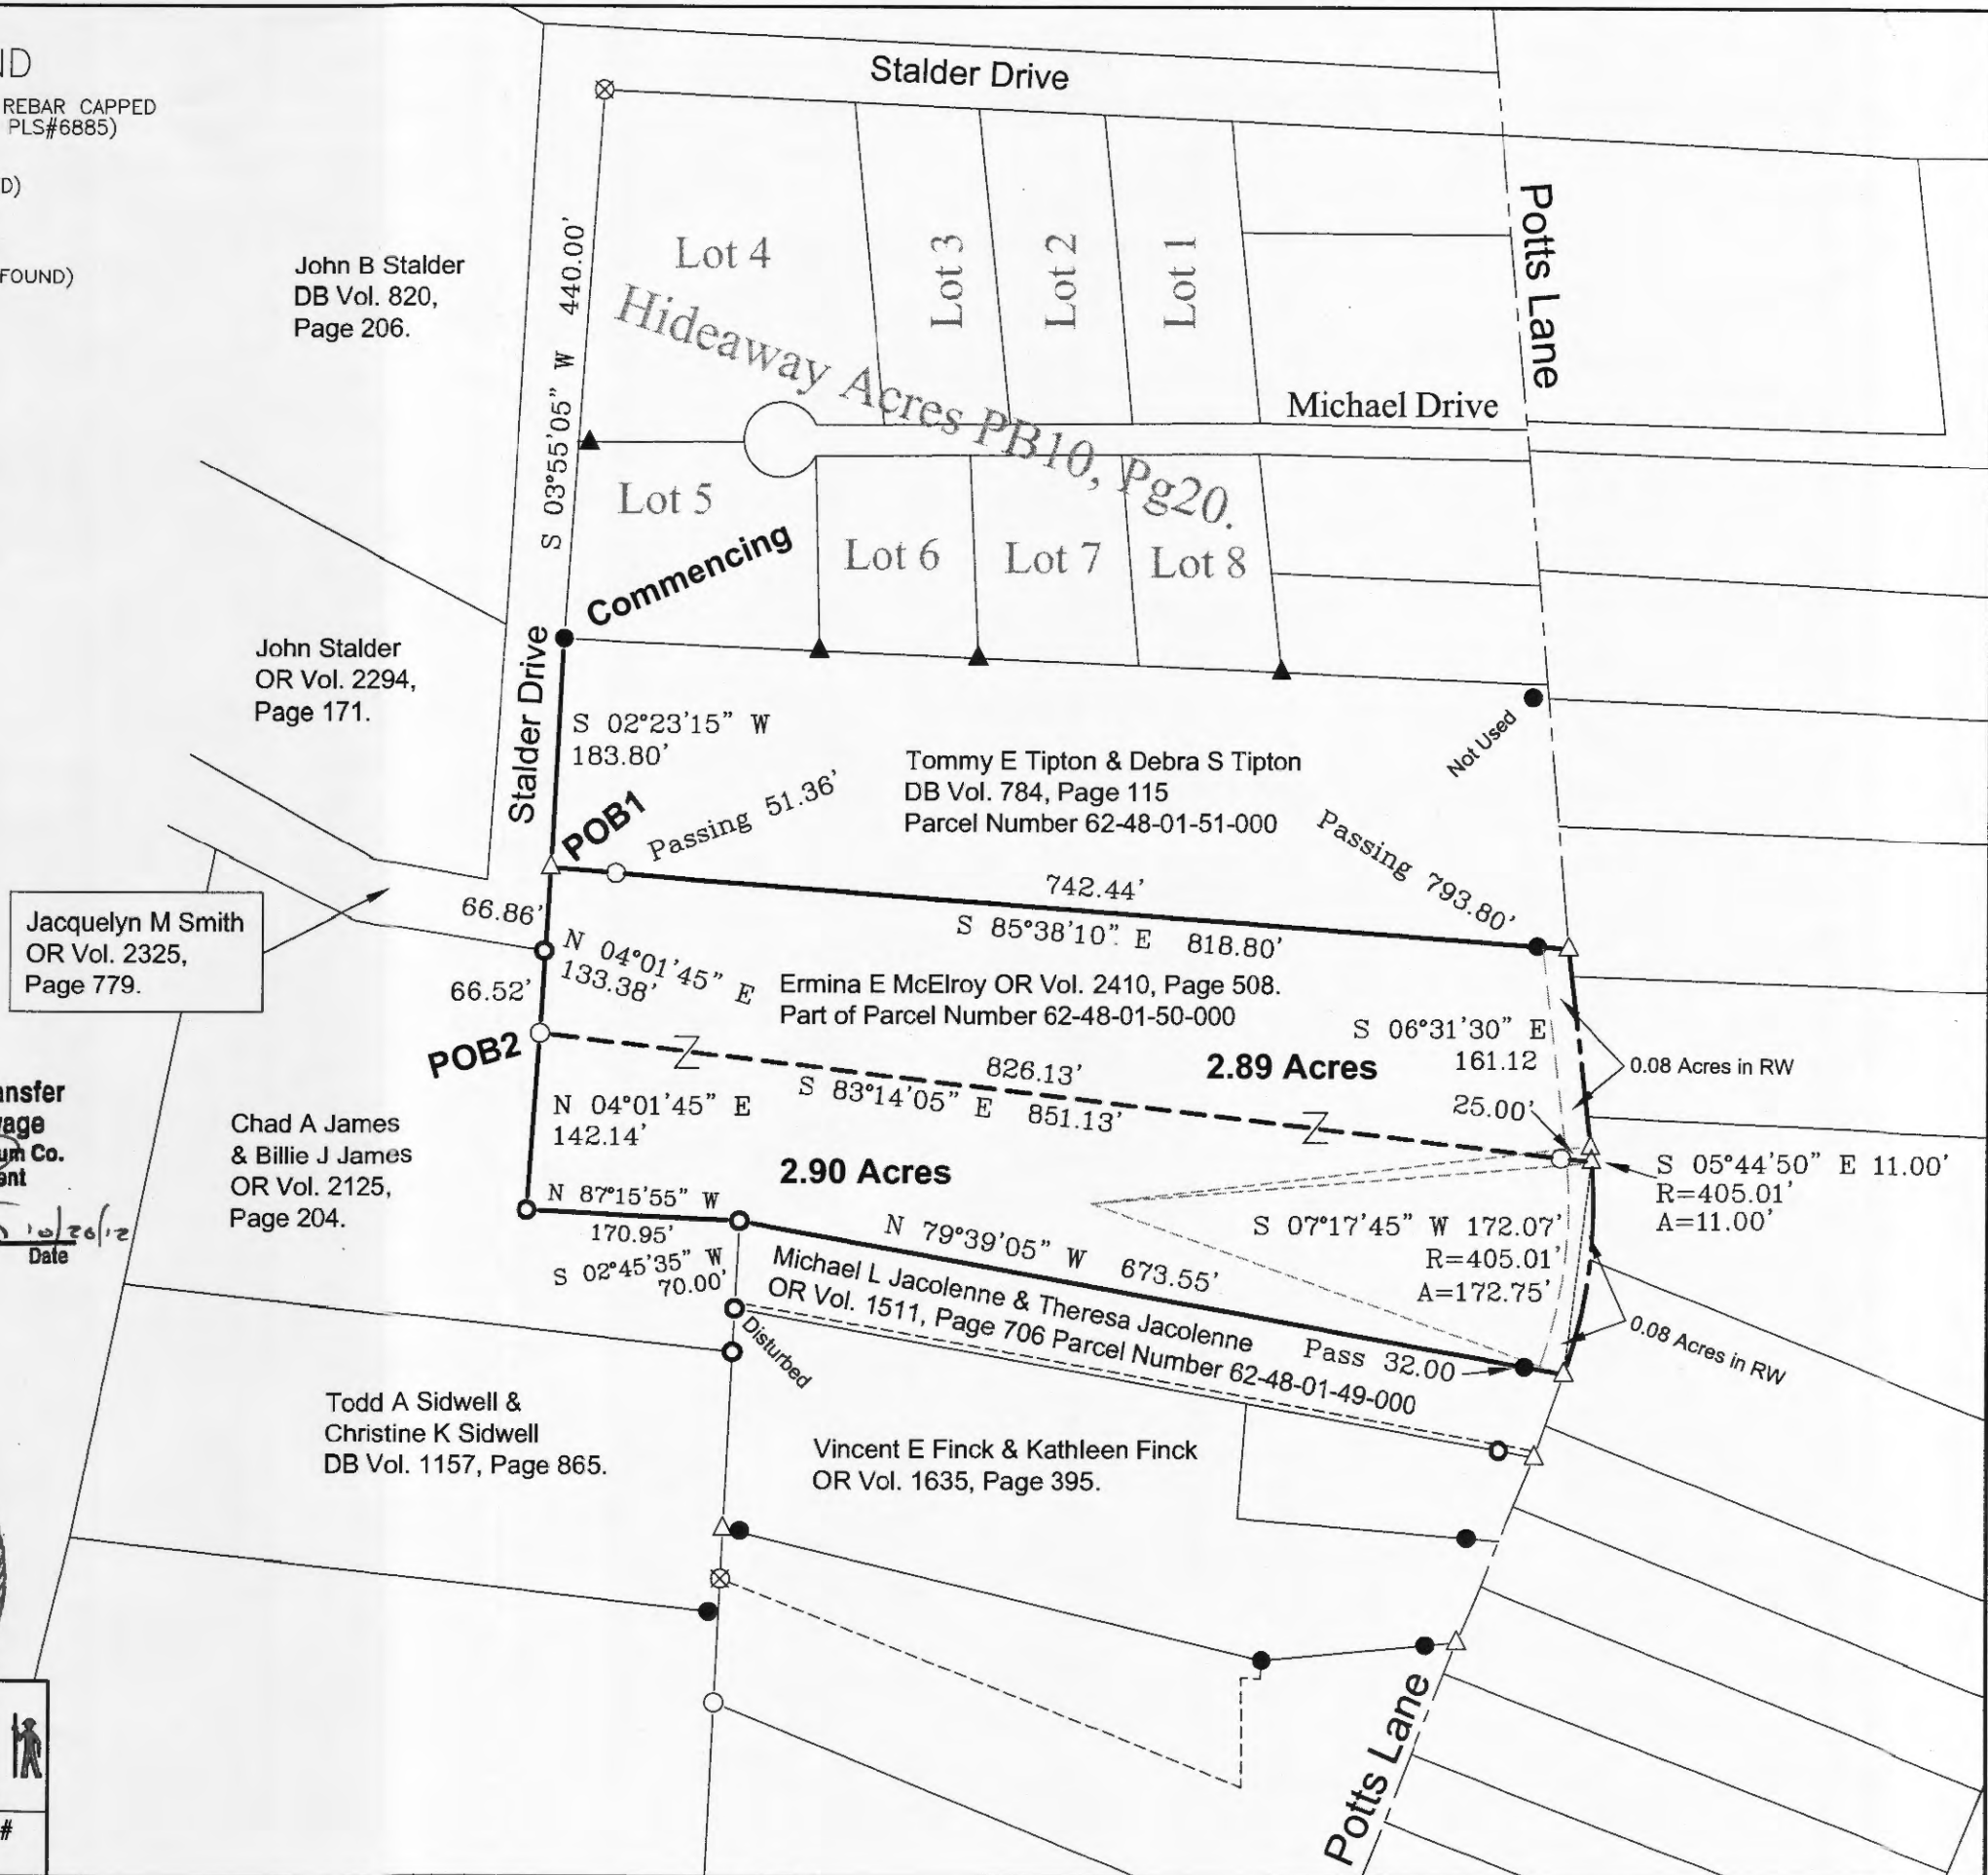 ND
REBAR CAPPED
PLS#6885)
D)
FOUND)
Stalder Drive
Potts Lane
John B Stalder
DB Vol. 820,
Page 206.
S 03°55'05" W 440.00'
Lot 4
Lot 3
Lot 2
Lot 1
Hideaway Acres PB10, Pg20.
Michael Drive
Lot 5
Lot 6
Lot 7
Lot 8
Commencing
John Stalder
OR Vol. 2294,
Page 171.
Stalder Drive
S 02°23'15" W
183.80'
Not Used
Tommy E Tipton & Debra S Tipton
DB Vol. 784, Page 115
Parcel Number 62-48-01-51-000
POB1
Passing 51.36'
Passing 793.80'
742.44'
S 85°38'10" E 818.80'
Jacquelyn M Smith
OR Vol. 2325,
Page 779.
66.86'
N 04°01'45" E
133.38'
66.52'
Ermina E McElroy OR Vol. 2410, Page 508.
Part of Parcel Number 62-48-01-50-000
S 06°31'30" E
161.12
2.89 Acres
0.08 Acres in RW
POB2
Z
826.13'
S 83°14'05" E 851.13'
Z
25.00'
ansfer
age
um Co.
ent
10/26/12
Date
Chad A James
& Billie J James
OR Vol. 2125,
Page 204.
N 04°01'45" E
142.14'
2.90 Acres
S 05°44'50" E 11.00'
R=405.01'
A=11.00'
N 87°15'55" W
170.95'
S 02°45'35" W
70.00'
N 79°39'05" W 673.55'
S 07°17'45" W 172.07'
R=405.01'
A=172.75'
Michael L Jacolenne & Theresa Jacolenne
OR Vol. 1511, Page 706 Parcel Number 62-48-01-49-000
Pass 32.00
0.08 Acres in RW
Disturbed
Todd A Sidwell &
Christine K Sidwell
DB Vol. 1157, Page 865.
Vincent E Finck & Kathleen Finck
OR Vol. 1635, Page 395.
Potts Lane
#